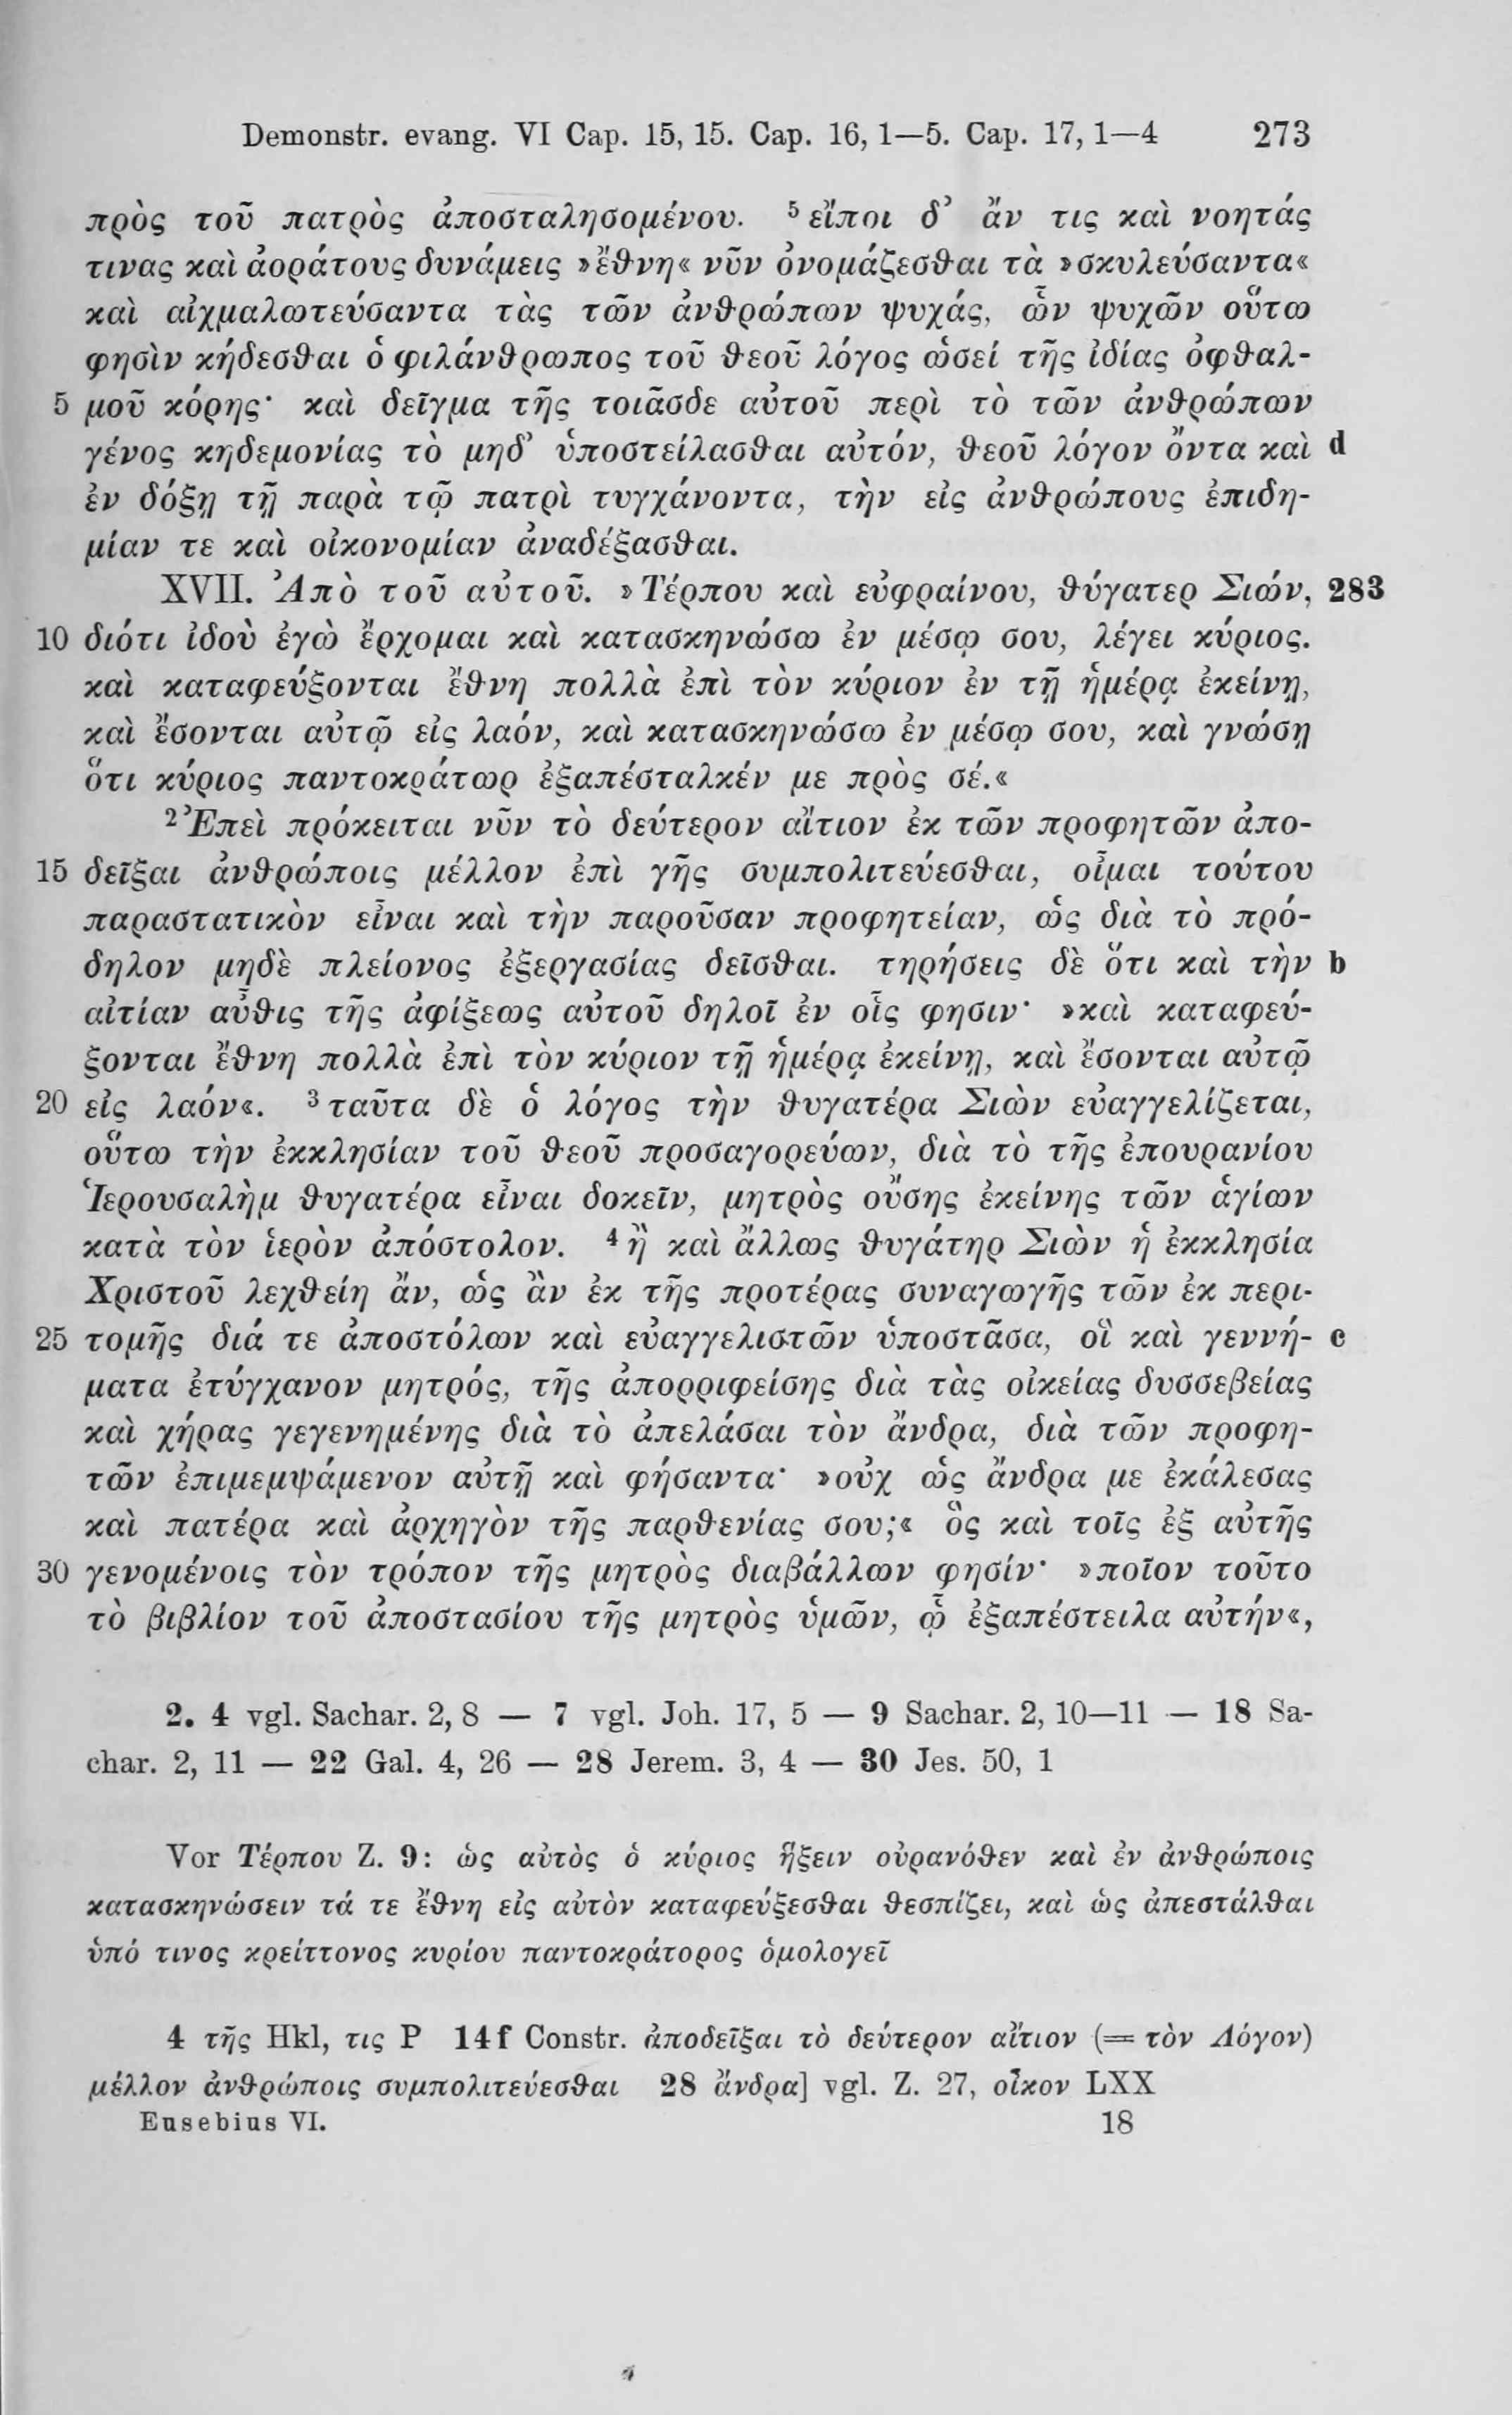 Demonstr. evang. VI Cap. 15, 15. Cap. 16, 1—5. Cap. 17, 1—4 273
πρὸς τοῦ πατρὸς ἀποσταλησομένου. ⁵ εἴποι δ’ ἄν τις καὶ νοητάς
τινας καὶ ἀοράτους δυνάμεις »ἔθνη« νῦν ὀνομάζεσθαι τὰ »σκυλεύσαντα«
καὶ αἰχμαλωτεύσαντα τὰς τῶν ἀνθρώπων ψυχάς, ὧν ψυχῶν οὕτω
φησὶν κήδεσθαι ὁ φιλάνθρωπος τοῦ θεοῦ λόγος ὡσεί τῆς ἰδίας ὀφθαλ-
5 μοῦ κόρης· καὶ δεῖγμα τῆς τοιᾶσδε αὐτοῦ περὶ τὸ τῶν ἀνθρώπων
γένος κηδεμονίας τὸ μηδ’ ὑποστείλασθαι αὐτόν, θεοῦ λόγον ὄντα καὶ d
ἐν δόξῃ τῇ παρὰ τῷ πατρὶ τυγχάνοντα, τὴν εἰς ἀνθρώπους ἐπιδη-
μίαν τε καὶ οἰκονομίαν ἀναδέξασθαι.
XVII. Ἀπὸ τοῦ αὐτοῦ. »Τέρπου καὶ εὐφραίνου, θύγατερ Σιών, 283
10 διότι ἰδοὺ ἐγὼ ἔρχομαι καὶ κατασκηνώσω ἐν μέσῳ σου, λέγει κύριος.
καὶ καταφεύξονται ἔθνη πολλὰ ἐπὶ τὸν κύριον ἐν τῇ ἡμέρᾳ ἐκείνῃ,
καὶ ἔσονται αὐτῷ εἰς λαόν, καὶ κατασκηνώσω ἐν μέσῳ σου, καὶ γνώσῃ
ὅτι κύριος παντοκράτωρ ἐξαπέσταλκέν με πρὸς σέ.«
² Ἐπεὶ πρόκειται νῦν τὸ δεύτερον αἴτιον ἐκ τῶν προφητῶν ἀπο-
15 δεῖξαι ἀνθρώποις μέλλον ἐπὶ γῆς συμπολιτεύεσθαι, οἶμαι τούτου
παραστατικὸν εἶναι καὶ τὴν παροῦσαν προφητείαν, ὡς διὰ τὸ πρό-
δηλον μηδὲ πλείονος ἐξεργασίας δεῖσθαι. τηρήσεις δὲ ὅτι καὶ τὴν b
αἰτίαν αὖθις τῆς ἀφίξεως αὐτοῦ δηλοῖ ἐν οἷς φησιν· »καὶ καταφεύ-
ξονται ἔθνη πολλὰ ἐπὶ τὸν κύριον τῇ ἡμέρᾳ ἐκείνῃ, καὶ ἔσονται αὐτῷ
20 εἰς λαόν«. ³ ταῦτα δὲ ὁ λόγος τὴν θυγατέρα Σιὼν εὐαγγελίζεται,
οὕτω τὴν ἐκκλησίαν τοῦ θεοῦ προσαγορεύων, διὰ τὸ τῆς ἐπουρανίου
Ἱερουσαλὴμ θυγατέρα εἶναι δοκεῖν, μητρὸς οὔσης ἐκείνης τῶν ἁγίων
κατὰ τὸν ἱερὸν ἀπόστολον. ⁴ ἢ καὶ ἄλλως θυγάτηρ Σιὼν ἡ ἐκκλησία
Χριστοῦ λεχθείη ἄν, ὡς ἂν ἐκ τῆς προτέρας συναγωγῆς τῶν ἐκ περι-
25 τομῆς διά τε ἀποστόλων καὶ εὐαγγελιστῶν ὑποστᾶσα, οἳ καὶ γεννή- c
ματα ἐτύγχανον μητρός, τῆς ἀπορριφείσης διὰ τὰς οἰκείας δυσσεβείας
καὶ χήρας γεγενημένης διὰ τὸ ἀπελάσαι τὸν ἄνδρα, διὰ τῶν προφη-
τῶν ἐπιμεμψάμενον αὐτῇ καὶ φήσαντα· »οὐχ ὡς ἄνδρα με ἐκάλεσας
καὶ πατέρα καὶ ἀρχηγὸν τῆς παρθενίας σου;« ὃς καὶ τοῖς ἐξ αὐτῆς
30 γενομένοις τὸν τρόπον τῆς μητρὸς διαβάλλων φησίν· »ποῖον τοῦτο
τὸ βιβλίον τοῦ ἀποστασίου τῆς μητρὸς ὑμῶν, ᾧ ἐξαπέστειλα αὐτήν«,
2. 4 vgl. Sachar. 2, 8 — 7 vgl. Joh. 17, 5 — 9 Sachar. 2, 10—11 — 18 Sa-
char. 2, 11 — 22 Gal. 4, 26 — 28 Jerem. 3, 4 — 30 Jes. 50, 1
Vor Τέρπου Z. 9: ὡς αὐτὸς ὁ κύριος ἥξειν οὐρανόθεν καὶ ἐν ἀνθρώποις
κατασκηνώσειν τά τε ἔθνη εἰς αὐτὸν καταφεύξεσθαι θεσπίζει, καὶ ὡς ἀπεστάλθαι
ὑπό τινος κρείττονος κυρίου παντοκράτορος ὁμολογεῖ
4 τῆς Hkl, τις P 14f Constr. ἀποδεῖξαι τὸ δεύτερον αἴτιον (= τὸν Λόγον)
μέλλον ἀνθρώποις συμπολιτεύεσθαι 28 ἄνδρα] vgl. Z. 27, οἶκον LXX
Eusebius VI. 18